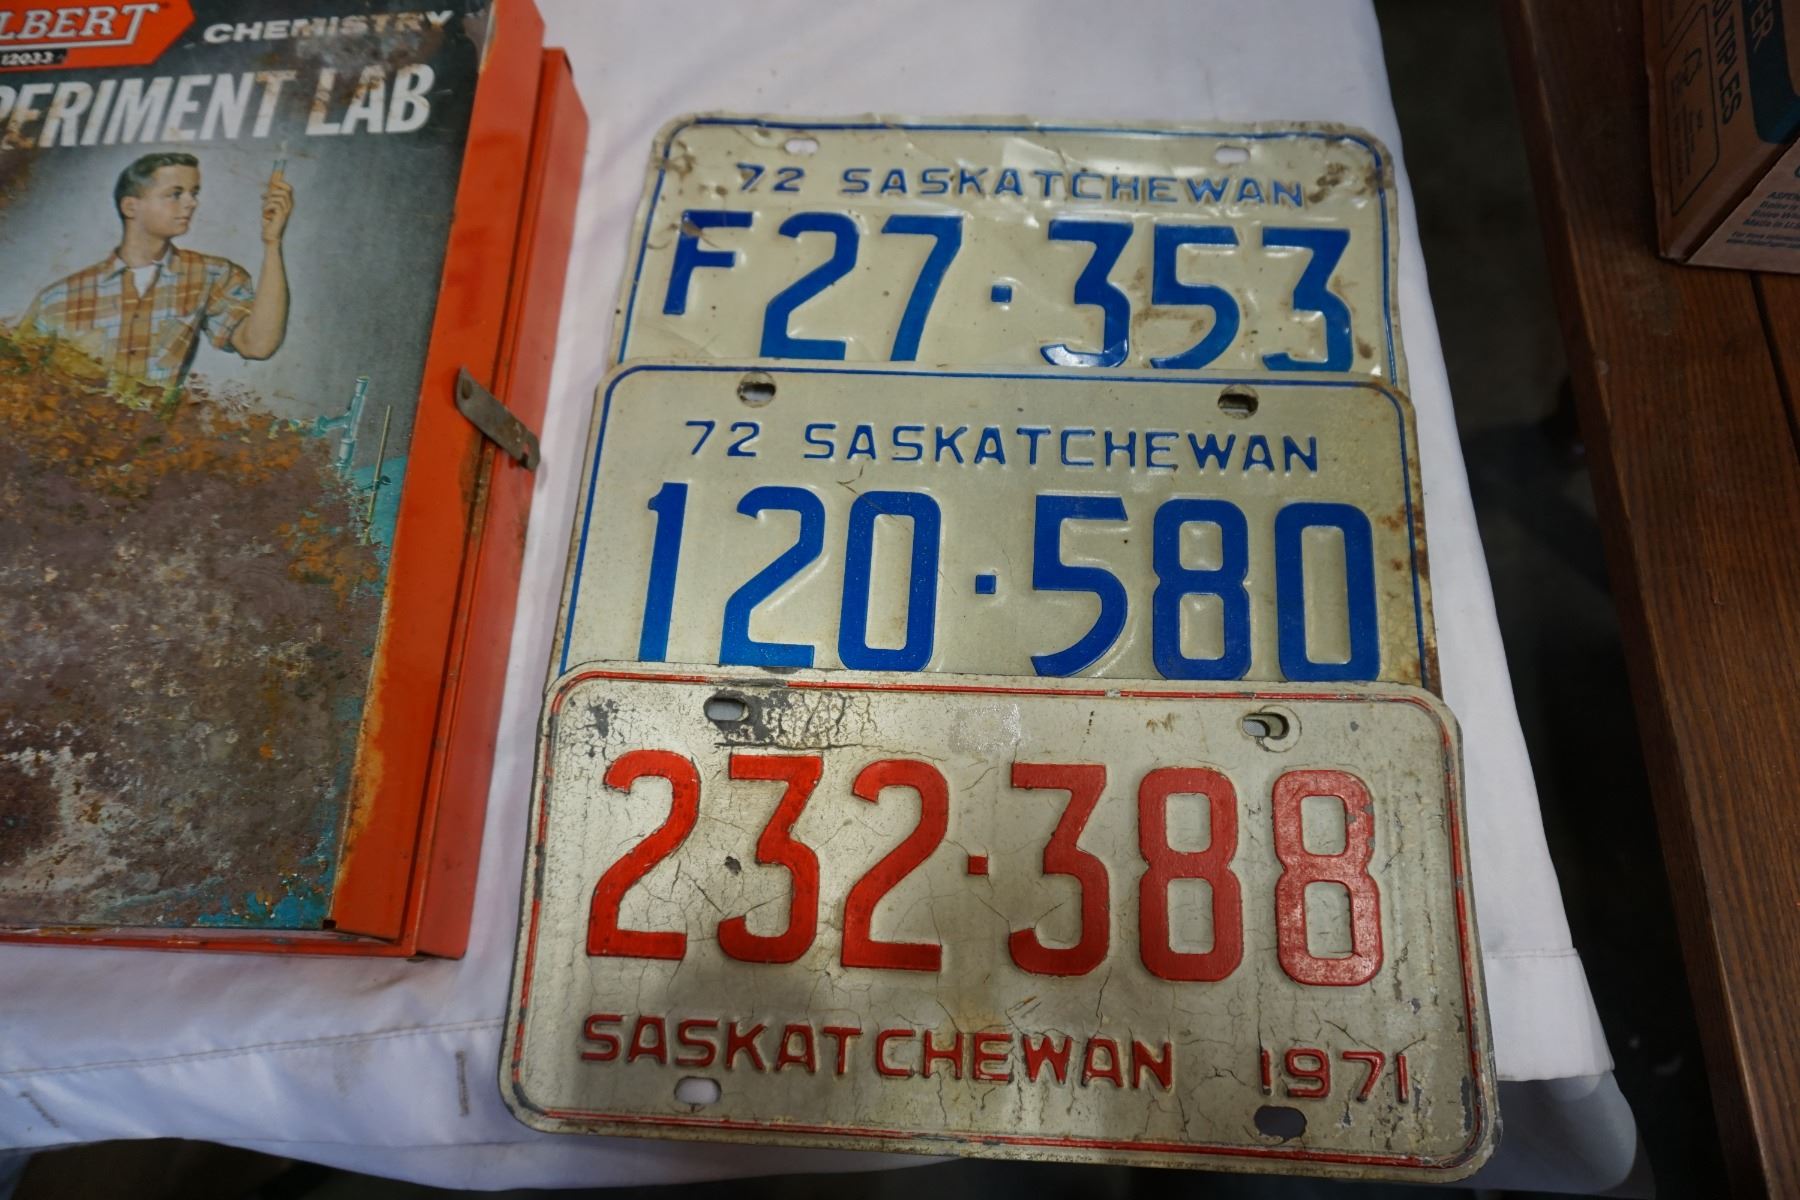 LBERT
12033
CHEMISTRY
PERIMENT LAB
72 SASKATCHEWAN
F27·353
72 SASKATCHEWAN
120·580
232·388
SASKATCHEWAN 1971